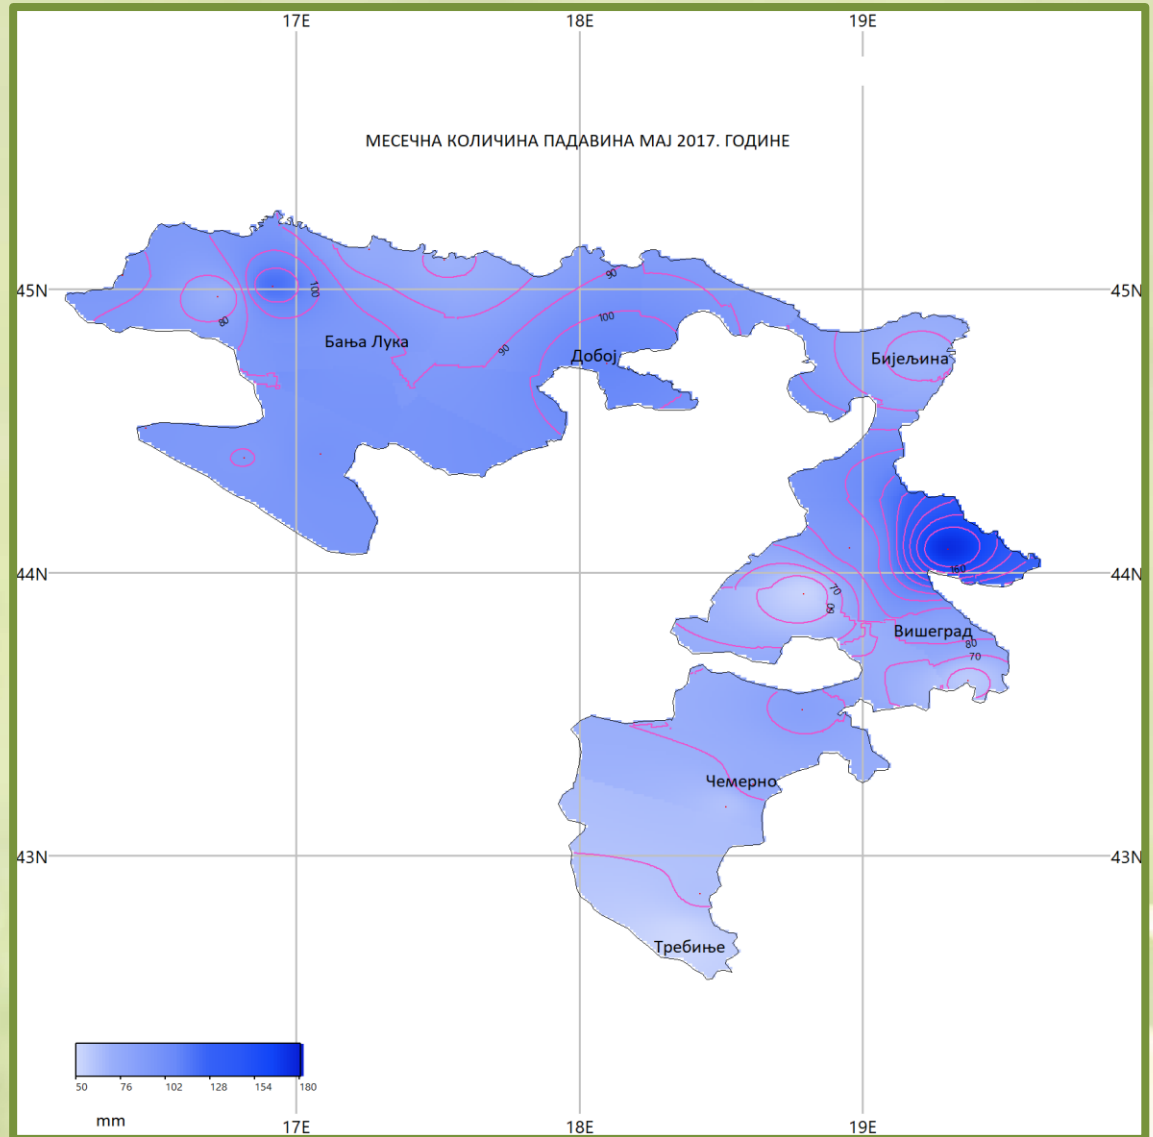 17E 18E 19E
МЕСЕЧНА КОЛИЧИНА ПАДАВИНА МАЈ 2017. ГОДИНЕ
90
45N 100 45N
80 100
Бања Лука 90 Добој Бијељина
44N 160 44N
70
60
Вишеград
80
70
Чемерно
43N 43N
Требиње
50 76 102 128 154 180
mm
17E 18E 19E